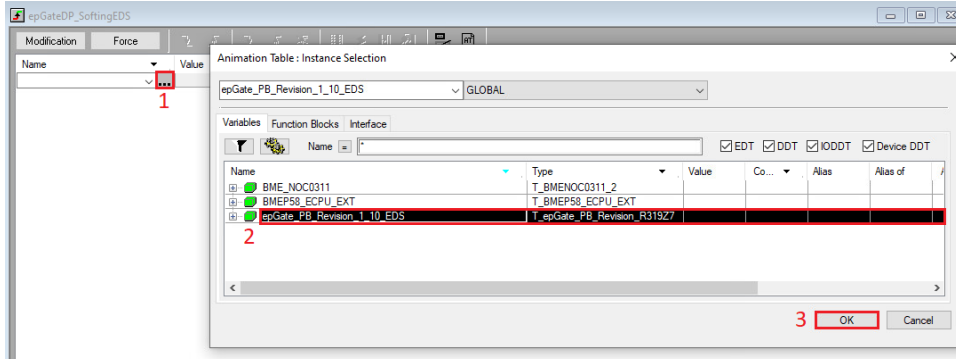 epGateDP_SoftingEDS
Modification Force
Name Value
...
1
Animation Table : Instance Selection
epGate_PB_Revision_1_10_EDS GLOBAL
Variables Function Blocks Interface
Name = * EDT DDT IODDT Device DDT
Name Type Value Co... Alias Alias of
BME_NOC0311 T_BMENOC0311_2
BMEP58_ECPU_EXT T_BMEP58_ECPU_EXT
epGate_PB_Revision_1_10_EDS T_epGate_PB_Revision_R319Z7
2
3 OK Cancel